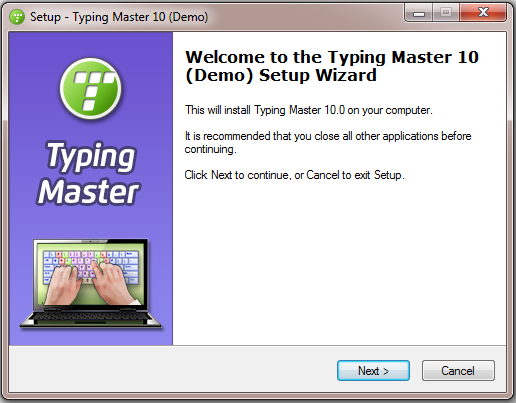 Setup - Typing Master 10 (Demo)
Typing
Master
Welcome to the Typing Master 10
(Demo) Setup Wizard
This will install Typing Master 10.0 on your computer.
It is recommended that you close all other applications before
continuing.
Click Next to continue, or Cancel to exit Setup.
Next >
Cancel